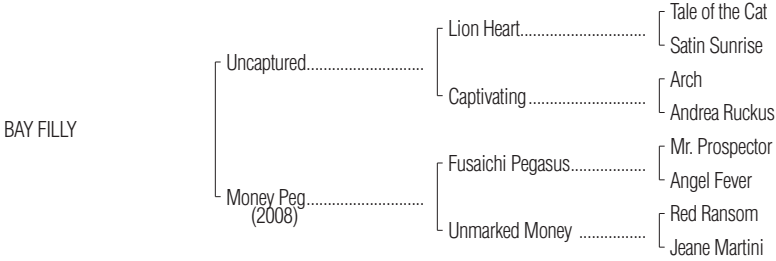 Tale of the Cat
Lion Heart..............................
Satin Sunrise
Uncaptured............................
Arch
Captivating............................
Andrea Ruckus
BAY FILLY
Mr. Prospector
Fusaichi Pegasus..................
Angel Fever
Money Peg............................
(2008)
Red Ransom
Unmarked Money ................
Jeane Martini